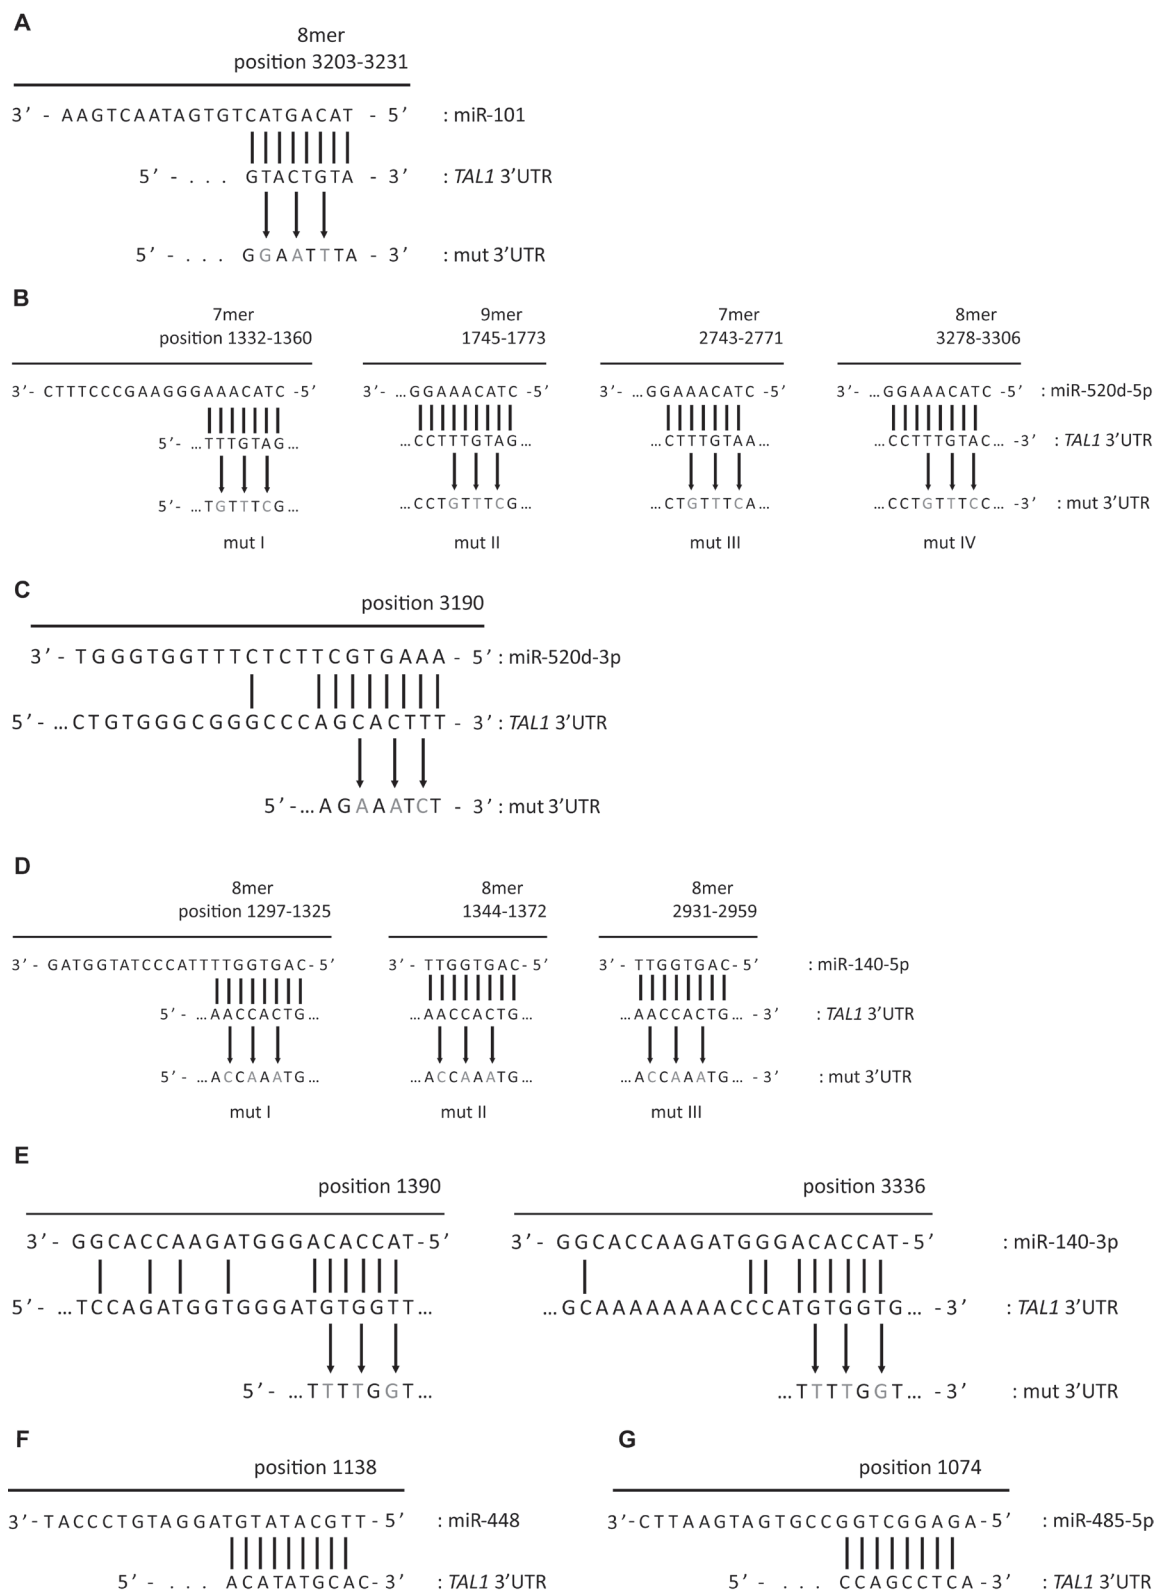 A
8mer
position 3203-3231
3′ - AAGTCAATAGTGTCATGACAT - 5′ : miR-101
5′ - . . . GTACTGTA - 3′ : TAL1 3’UTR
5′ - . . . GGAATTTA - 3′ : mut 3’UTR
B
7mer 9mer 7mer 8mer
position 1332-1360 1745-1773 2743-2771 3278-3306
3′- CTTTCCCGAAGGGAAACATC -5′ 3′- ...GGAAACATC -5′ 3′- ...GGAAACATC -5′ 3′- ...GGAAACATC -5′ : miR-520d-5p
5′- ...TTTGTAG... ...CCTTTGTAG... ...CTTTGTAA... ...CCTTTGTAC... -3′ : TAL1 3’UTR
5′- ...TGTTTCG... ...CCTGTTTCG... ...CTGTTTCA... ...CCTGTTTCC... -3′ : mut 3’UTR
mut I mut II mut III mut IV
C
position 3190
3′ - TGGGTGGTTTCTCTTCGTGAAA - 5′ : miR-520d-3p
5′ - ...CTGTGGGCGGGCCCAGCACTTT - 3′ : TAL1 3’UTR
5′ -...AGAAATCT - 3′ : mut 3’UTR
D
8mer 8mer 8mer
position 1297-1325 1344-1372 2931-2959
3′ - GATGGTATCCCATTTTGGTGAC- 5′ 3′ - TTGGTGAC- 5′ 3′ - TTGGTGAC- 5′ : miR-140-5p
5′ - ...AACCACTG... ...AACCACTG... ...AACCACTG... - 3′ : TAL1 3’UTR
5′ - ...ACCAAATG... ...ACCAAATG... ...ACCAAATG... - 3′ : mut 3’UTR
mut I mut II mut III
E
position 1390 position 3336
3′ - GGCACCAAGATGGGACACCAT-5′ 3′ - GGCACCAAGATGGGACACCAT-5′ : miR-140-3p
5′ - ...TCCAGATGGTGGGATGTGGTT... ...GCAAAAAAAACCCATGTGGTG... - 3′ : TAL1 3’UTR
5′ - ...TTTTGGT... ...TTTTGGT... - 3′ : mut 3’UTR
F G
position 1138 position 1074
3′ - TACCCTGTAGGATGTATACGTT - 5′ : miR-448 3′ - CTTAAGTAGTGCCGGTCGGAGA - 5′ : miR-485-5p
5′ - . . . ACATATGCAC - 3′ : TAL1 3’UTR 5′ - . . . CCAGCCTCA - 3′ : TAL1 3’UTR